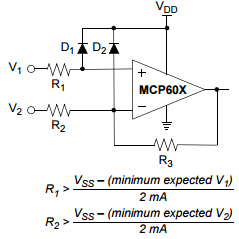 VDD
D1 D2
V1
R1
+
MCP60X
V2
−
R2
R3
R1 > VSS – (minimum expected V1)
2 mA
R2 > VSS – (minimum expected V2)
2 mA